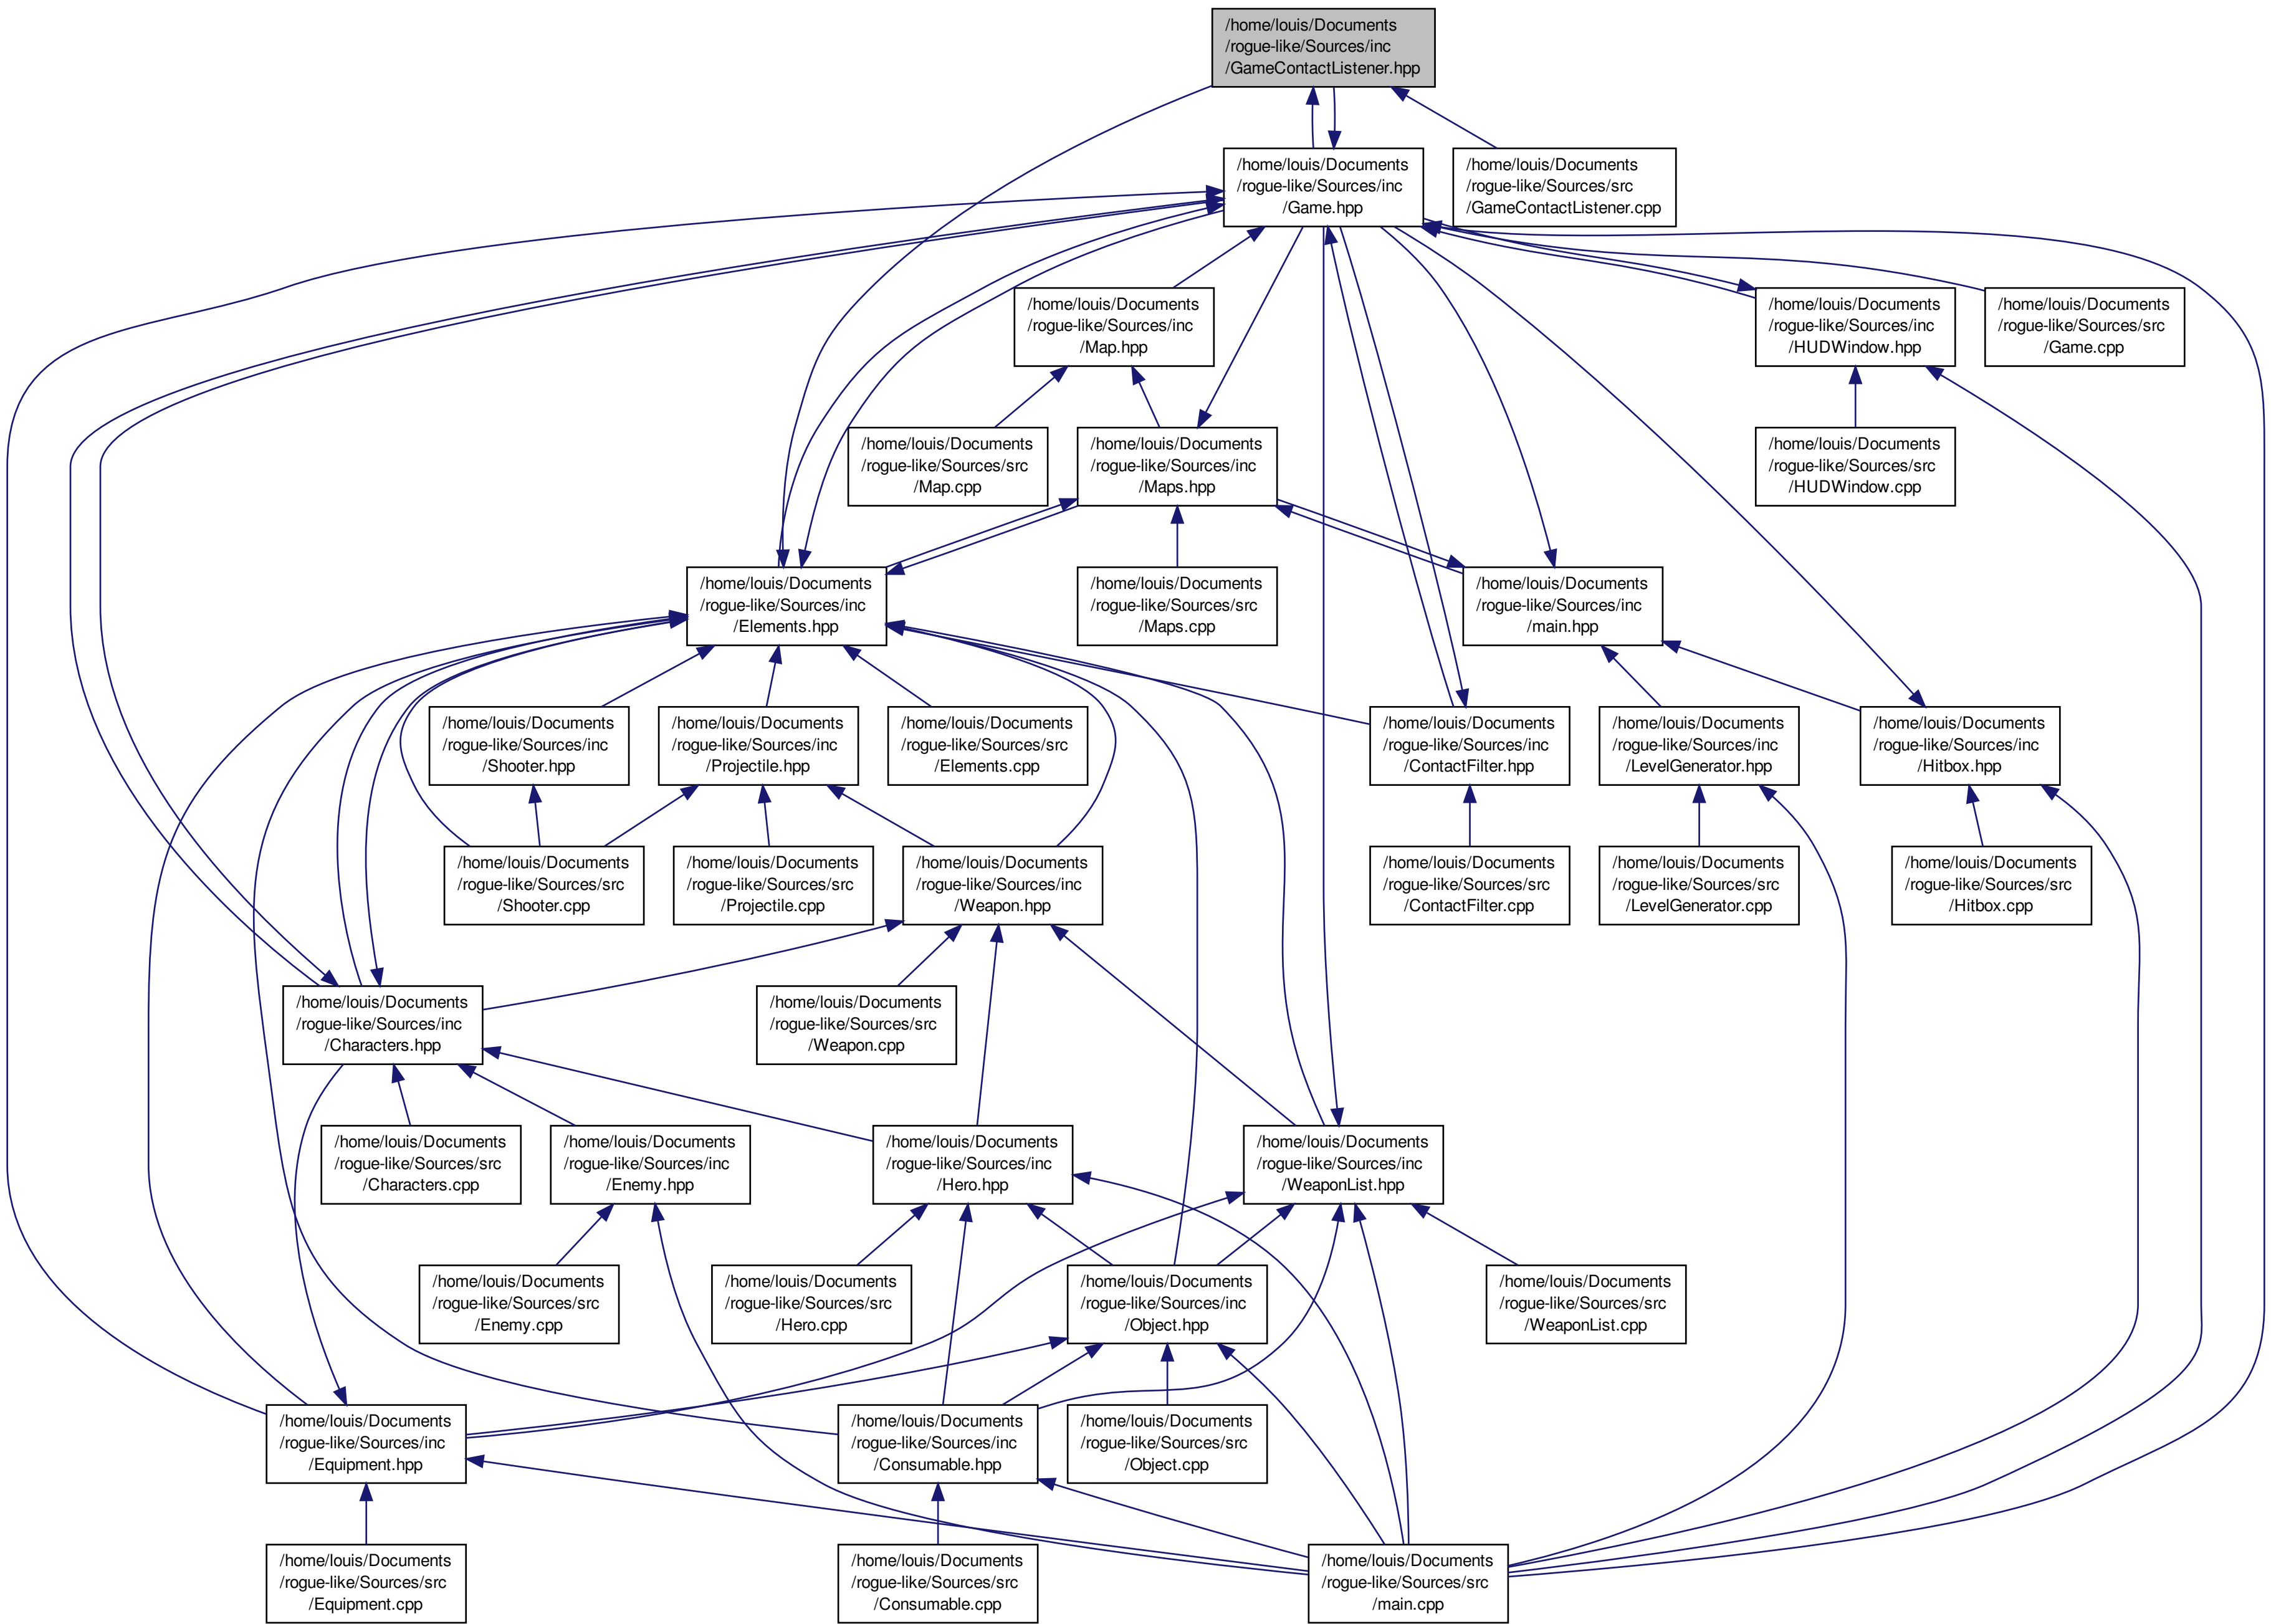 /home/louis/Documents
/rogue-like/Sources/inc
/GameContactListener.hpp
/home/louis/Documents
/rogue-like/Sources/inc
/Game.hpp
/home/louis/Documents
/rogue-like/Sources/src
/GameContactListener.cpp
/home/louis/Documents
/rogue-like/Sources/inc
/Map.hpp
/home/louis/Documents
/rogue-like/Sources/inc
/HUDWindow.hpp
/home/louis/Documents
/rogue-like/Sources/src
/Game.cpp
/home/louis/Documents
/rogue-like/Sources/src
/Map.cpp
/home/louis/Documents
/rogue-like/Sources/inc
/Maps.hpp
/home/louis/Documents
/rogue-like/Sources/src
/HUDWindow.cpp
/home/louis/Documents
/rogue-like/Sources/inc
/Elements.hpp
/home/louis/Documents
/rogue-like/Sources/src
/Maps.cpp
/home/louis/Documents
/rogue-like/Sources/inc
/main.hpp
/home/louis/Documents
/rogue-like/Sources/inc
/Shooter.hpp
/home/louis/Documents
/rogue-like/Sources/inc
/Projectile.hpp
/home/louis/Documents
/rogue-like/Sources/src
/Elements.cpp
/home/louis/Documents
/rogue-like/Sources/inc
/ContactFilter.hpp
/home/louis/Documents
/rogue-like/Sources/inc
/LevelGenerator.hpp
/home/louis/Documents
/rogue-like/Sources/inc
/Hitbox.hpp
/home/louis/Documents
/rogue-like/Sources/src
/Shooter.cpp
/home/louis/Documents
/rogue-like/Sources/src
/Projectile.cpp
/home/louis/Documents
/rogue-like/Sources/inc
/Weapon.hpp
/home/louis/Documents
/rogue-like/Sources/src
/ContactFilter.cpp
/home/louis/Documents
/rogue-like/Sources/src
/LevelGenerator.cpp
/home/louis/Documents
/rogue-like/Sources/src
/Hitbox.cpp
/home/louis/Documents
/rogue-like/Sources/inc
/Characters.hpp
/home/louis/Documents
/rogue-like/Sources/src
/Weapon.cpp
/home/louis/Documents
/rogue-like/Sources/src
/Characters.cpp
/home/louis/Documents
/rogue-like/Sources/inc
/Enemy.hpp
/home/louis/Documents
/rogue-like/Sources/inc
/Hero.hpp
/home/louis/Documents
/rogue-like/Sources/inc
/WeaponList.hpp
/home/louis/Documents
/rogue-like/Sources/src
/Enemy.cpp
/home/louis/Documents
/rogue-like/Sources/src
/Hero.cpp
/home/louis/Documents
/rogue-like/Sources/inc
/Object.hpp
/home/louis/Documents
/rogue-like/Sources/src
/WeaponList.cpp
/home/louis/Documents
/rogue-like/Sources/inc
/Equipment.hpp
/home/louis/Documents
/rogue-like/Sources/inc
/Consumable.hpp
/home/louis/Documents
/rogue-like/Sources/src
/Object.cpp
/home/louis/Documents
/rogue-like/Sources/src
/Equipment.cpp
/home/louis/Documents
/rogue-like/Sources/src
/Consumable.cpp
/home/louis/Documents
/rogue-like/Sources/src
/main.cpp